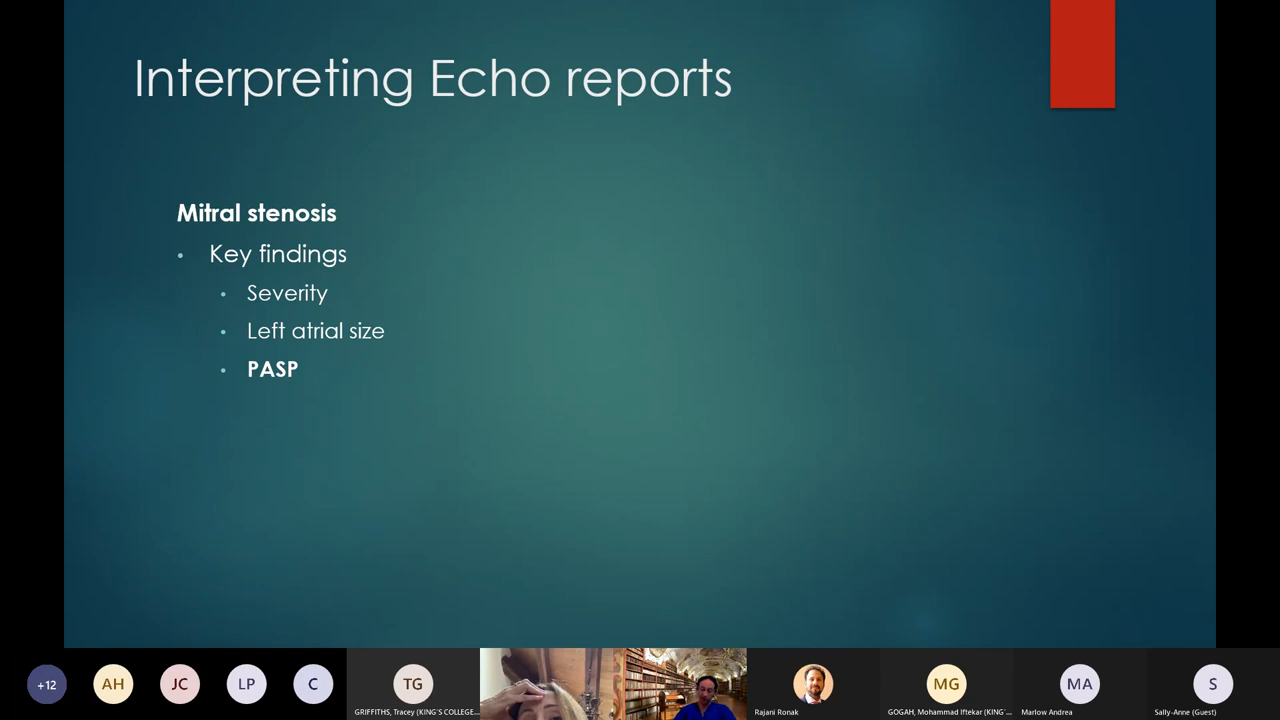 Interpreting Echo reports
Mitral stenosis
• Key findings
• Severity
• Left atrial size
• PASP
+12
AH
JC
LP
C
TG
GRIFFITHS, Tracey (KING'S COLLEGE...
Rajani Ronak
MG
GOGAH, Mohammad Iftekar (KING'...
MA
Marlow Andrea
S
Sally-Anne (Guest)